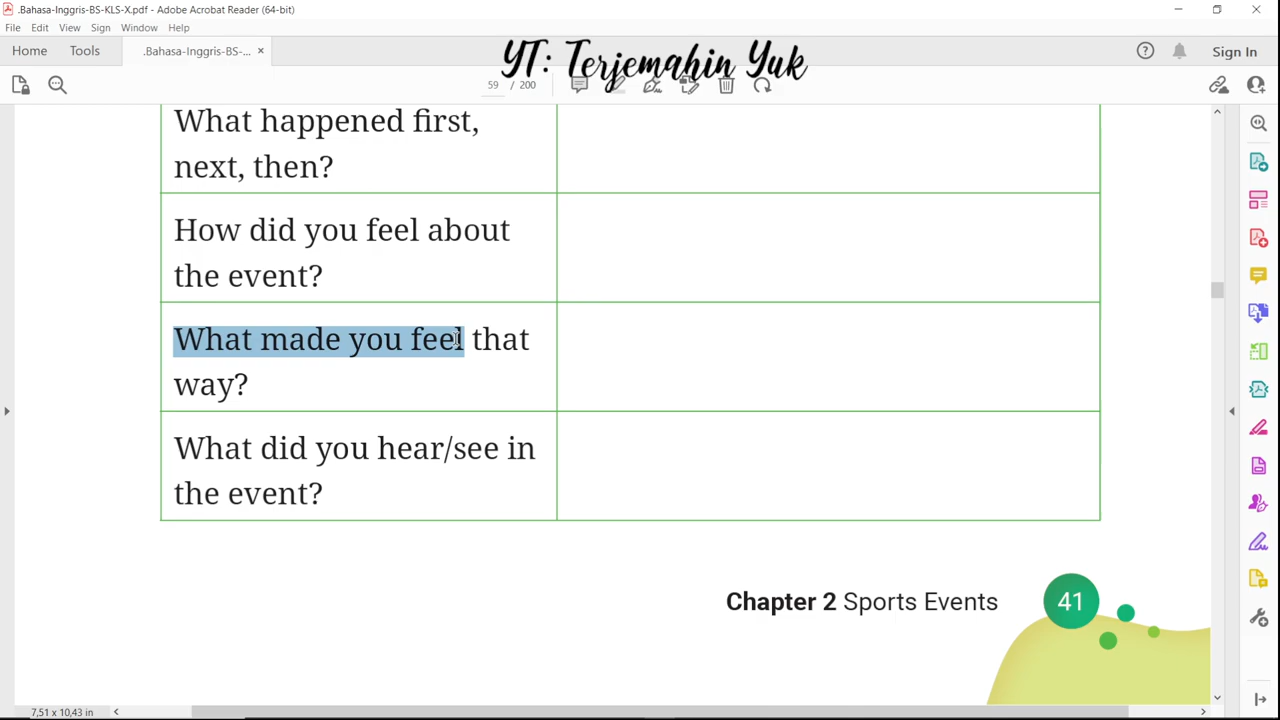 .Bahasa-Inggris-BS-KLS-X.pdf - Adobe Acrobat Reader (64-bit)
File Edit View Sign Window Help
Home Tools .Bahasa-Inggris-BS-... × Sign In
YT: Terjemahin Yuk
59 / 200
What happened first,
next, then?
How did you feel about
the event?
What made you feel that
way?
What did you hear/see in
the event?
Chapter 2 Sports Events 41
7,51 x 10,43 in